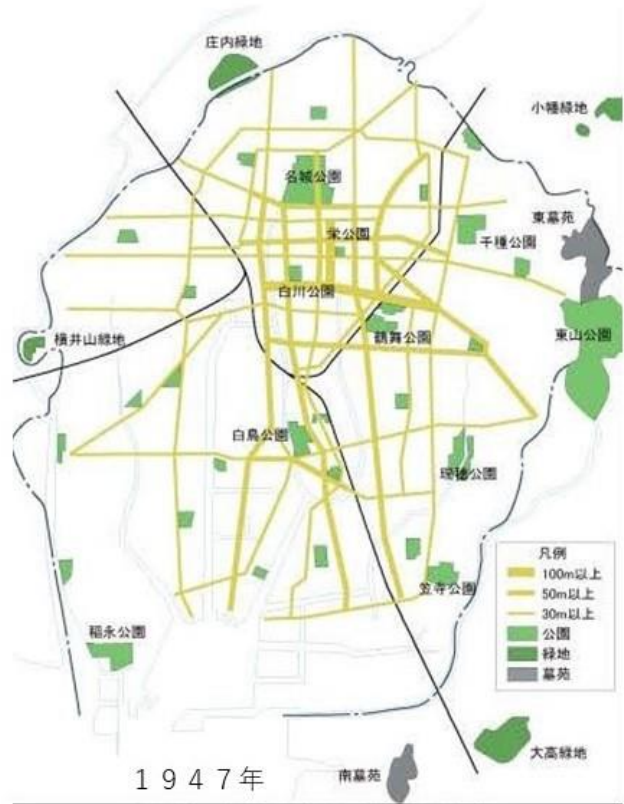 庄内緑地
小幡緑地
名城公園
東墓苑
栄公園
千種公園
白川公園
横井山緑地
鶴舞公園
東山公園
白鳥公園
瑞穂公園
笠寺公園
稲永公園
凡例
100m以上
50m以上
30m以上
公園
緑地
墓苑
大高緑地
南墓苑
1947年